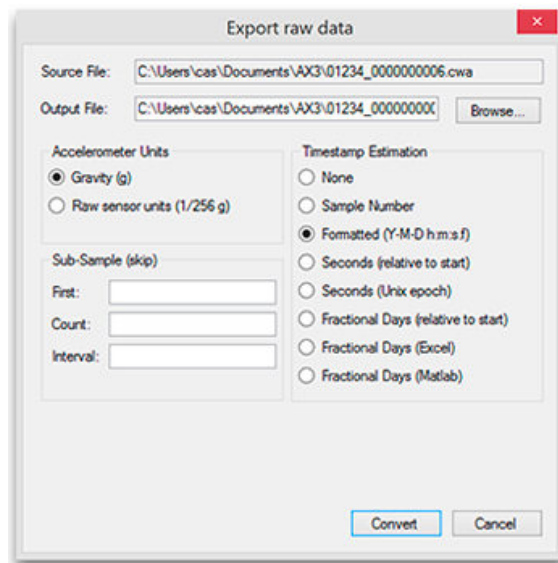 Export raw data
Source File: C:\Users\cas\Documents\AX3\01234_0000000006.cwa
Output File: C:\Users\cas\Documents\AX3\01234_000000000 Browse...
Accelerometer Units
Gravity (g)
Raw sensor units (1/256 g)
Sub-Sample (skip)
First:
Count:
Interval:
Timestamp Estimation
None
Sample Number
Formatted (Y-M-D h:m:s.f)
Seconds (relative to start)
Seconds (Unix epoch)
Fractional Days (relative to start)
Fractional Days (Excel)
Fractional Days (Matlab)
Convert Cancel